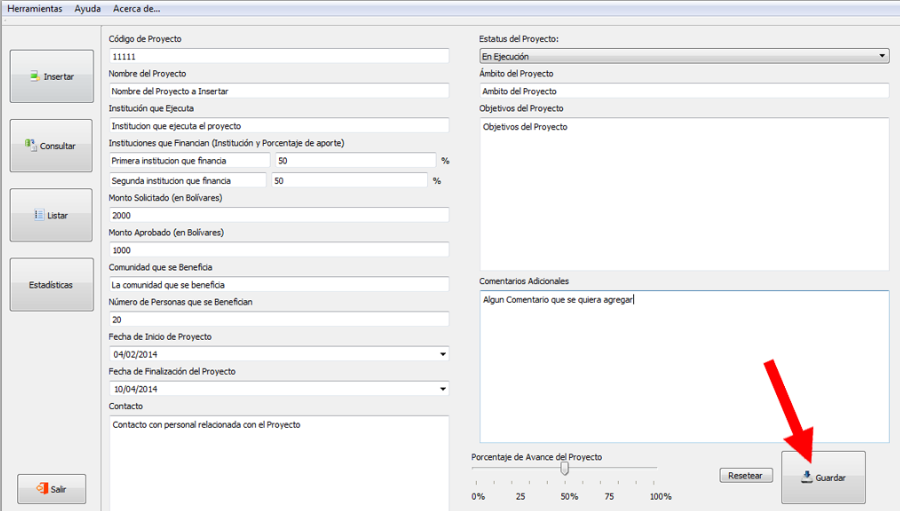 Herramientas Ayuda Acerca de...
Insertar
Consultar
Listar
Estadísticas
Salir
Código de Proyecto
11111
Nombre del Proyecto
Nombre del Proyecto a Insertar
Institución que Ejecuta
Institucion que ejecuta el proyecto
Instituciones que Financian (Institución y Porcentaje de aporte)
Primera institucion que financia 50 %
Segunda institucion que financia 50 %
Monto Solicitado (en Bolívares)
2000
Monto Aprobado (en Bolívares)
1000
Comunidad que se Beneficia
La comunidad que se beneficia
Número de Personas que se Benefician
20
Fecha de Inicio de Proyecto
04/02/2014
Fecha de Finalización del Proyecto
10/04/2014
Contacto
Contacto con personal relacionada con el Proyecto
Estatus del Proyecto:
En Ejecución
Ámbito del Proyecto
Ambito del Proyecto
Objetivos del Proyecto
Objetivos del Proyecto
Comentarios Adicionales
Algun Comentario que se quiera agregar
Porcentaje de Avance del Proyecto
0% 25 50% 75 100%
Resetear
Guardar